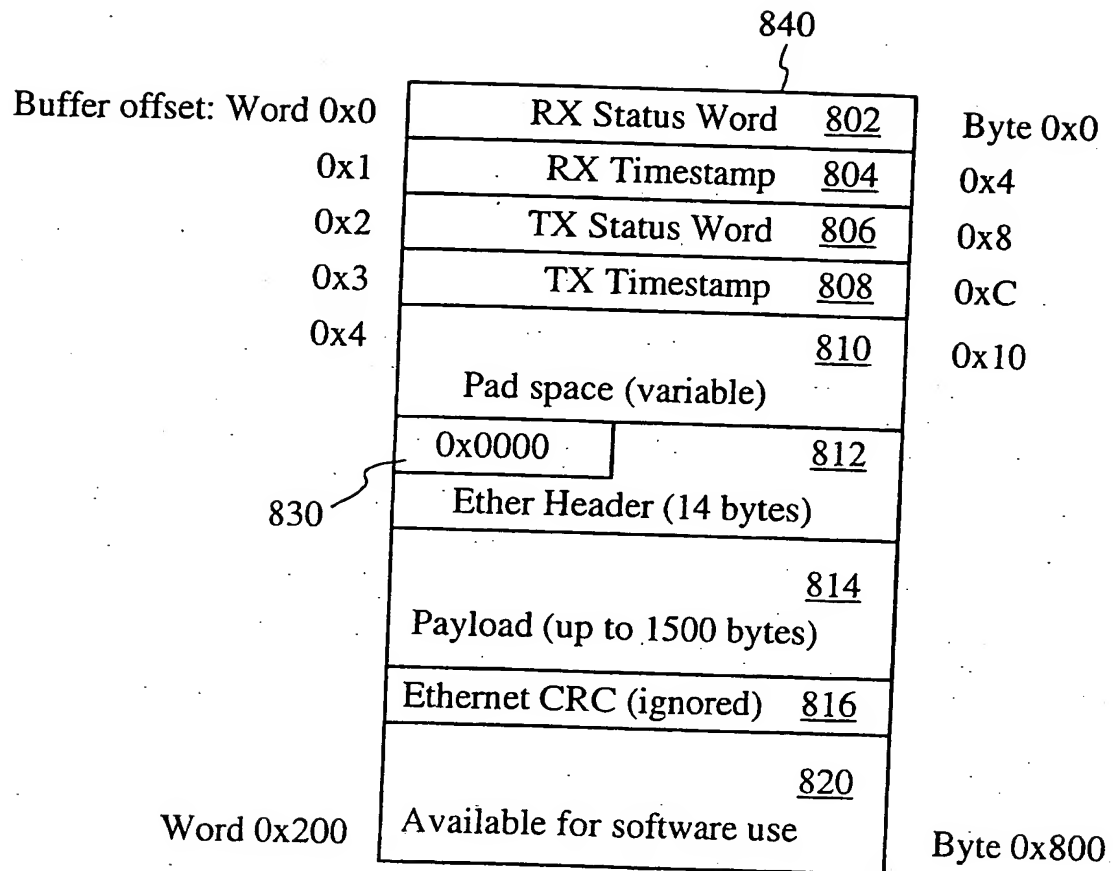 840
Buffer offset: Word 0x0 RX Status Word 802 Byte 0x0
0x1 RX Timestamp 804 0x4
0x2 TX Status Word 806 0x8
0x3 TX Timestamp 808 0xC
0x4 810 0x10
Pad space (variable)
0x0000 812
830 Ether Header (14 bytes)
814
Payload (up to 1500 bytes)
Ethernet CRC (ignored) 816
820
Word 0x200 Available for software use Byte 0x800